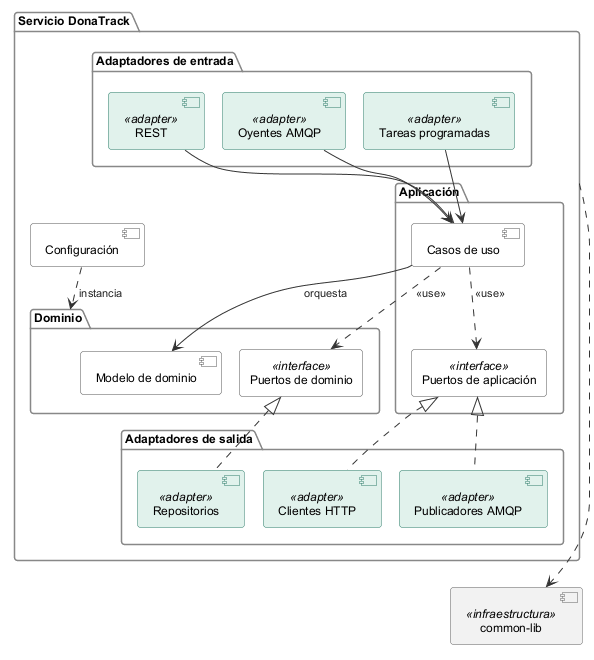 Servicio DonaTrack
Adaptadores de entrada
«adapter»
REST
«adapter»
Oyentes AMQP
«adapter»
Tareas programadas
Aplicación
Configuración
Casos de uso
instancia
orquesta
«use»
«use»
Dominio
Modelo de dominio
«interface»
Puertos de dominio
«interface»
Puertos de aplicación
Adaptadores de salida
«adapter»
Repositorios
«adapter»
Clientes HTTP
«adapter»
Publicadores AMQP
«infraestructura»
common-lib